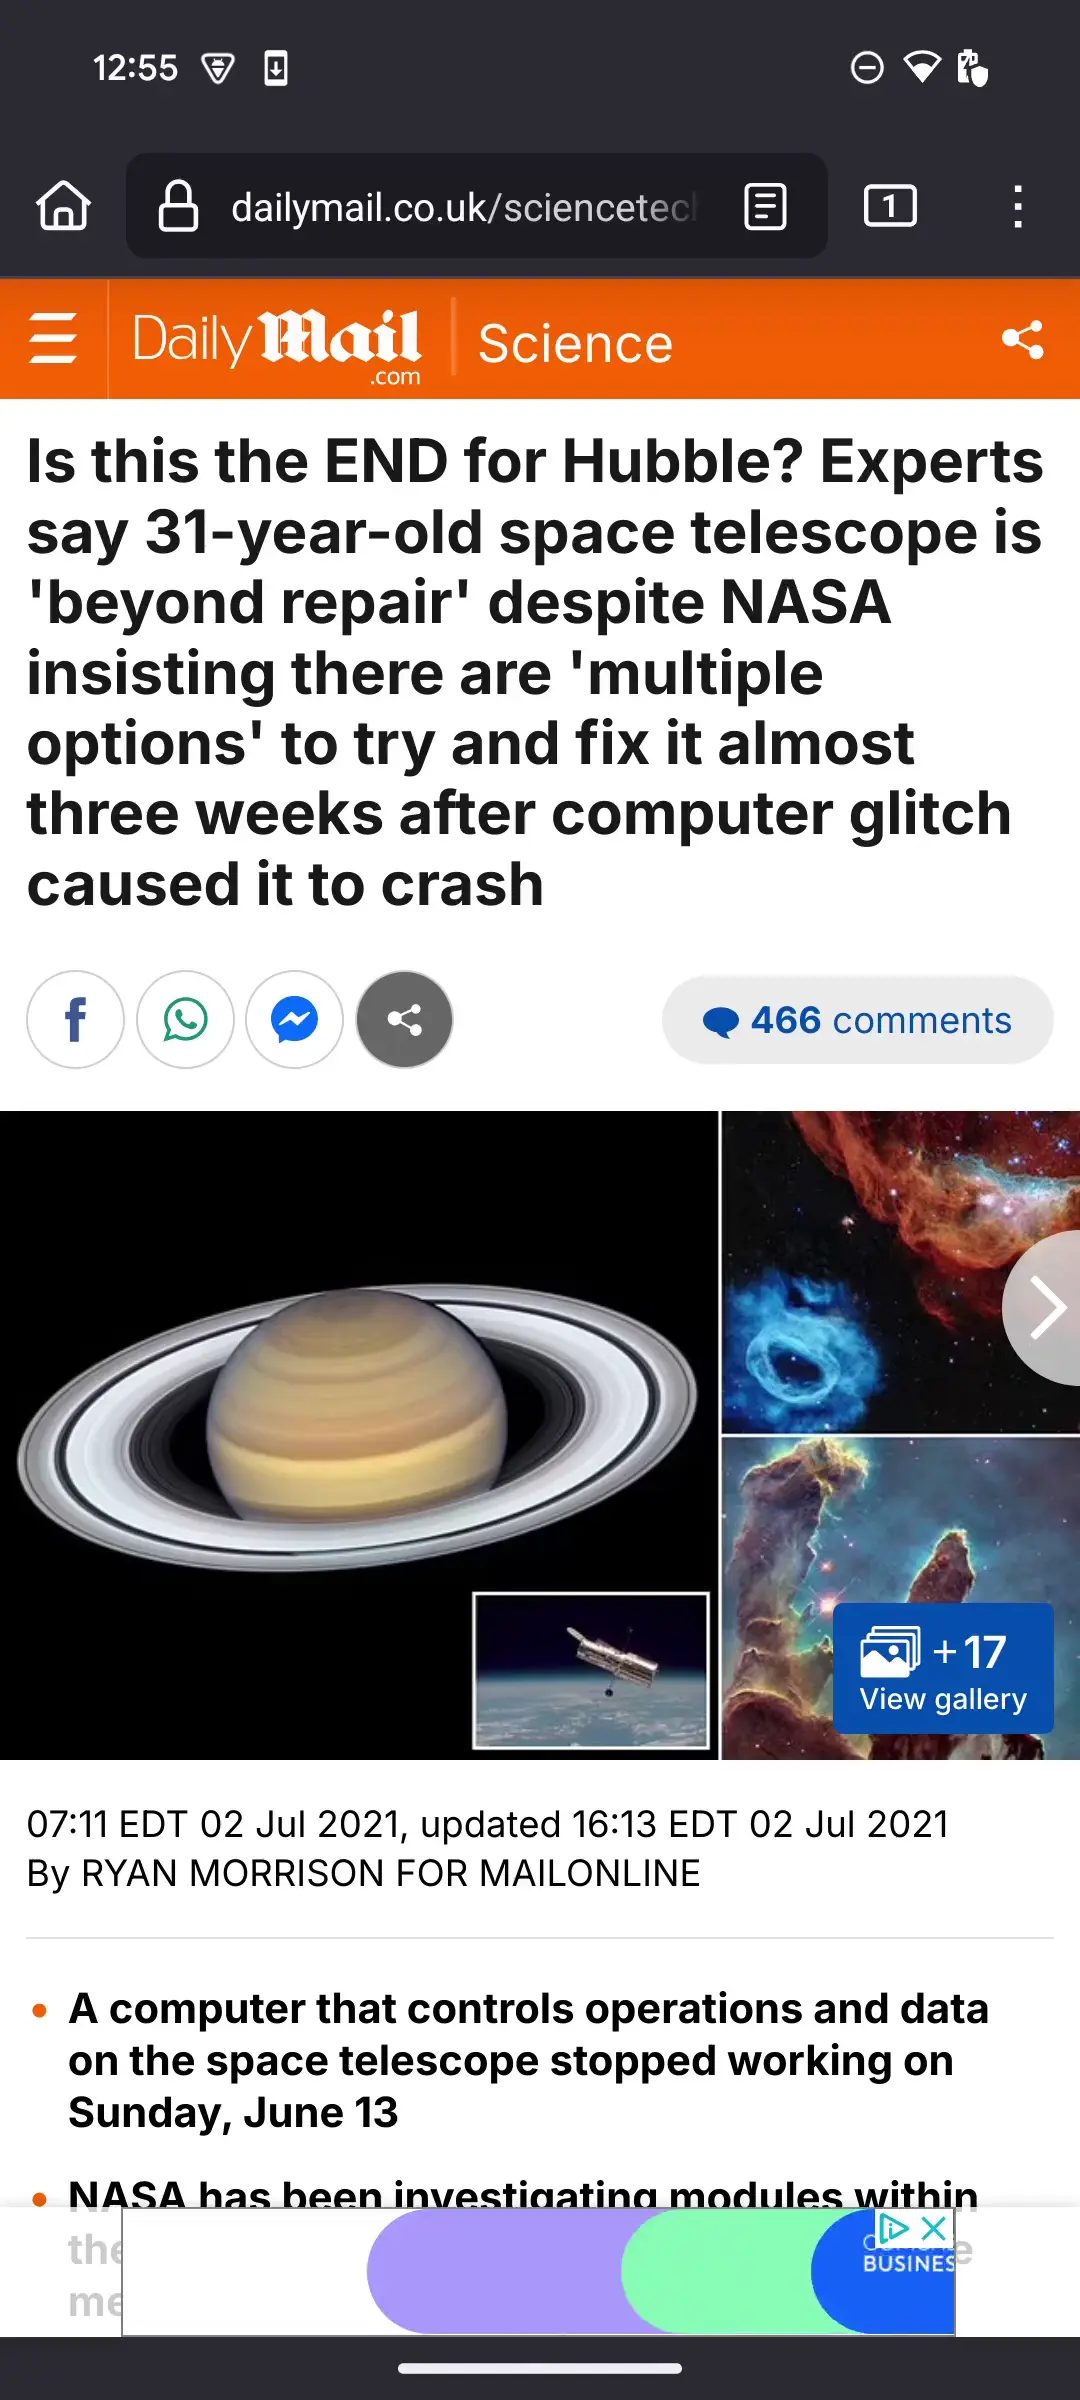 12:55
dailymail.co.uk/sciencetec
1
Daily Mail
.com
Science
Is this the END for Hubble? Experts
say 31-year-old space telescope is
'beyond repair' despite NASA
insisting there are 'multiple
options' to try and fix it almost
three weeks after computer glitch
caused it to crash
466 comments
+17
View gallery
07:11 EDT 02 Jul 2021, updated 16:13 EDT 02 Jul 2021
By RYAN MORRISON FOR MAILONLINE
A computer that controls operations and data
on the space telescope stopped working on
Sunday, June 13
NASA has been investigating modules within
the
me
BUSINES